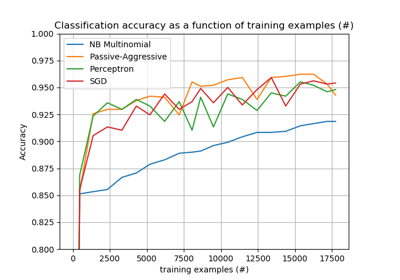 Classification accuracy as a function of training examples (#)
NB Multinomial
Passive-Aggressive
Perceptron
SGD
Accuracy
1.000
0.975
0.950
0.925
0.900
0.875
0.850
0.825
0.800
0 2500 5000 7500 10000 12500 15000 17500
training examples (#)